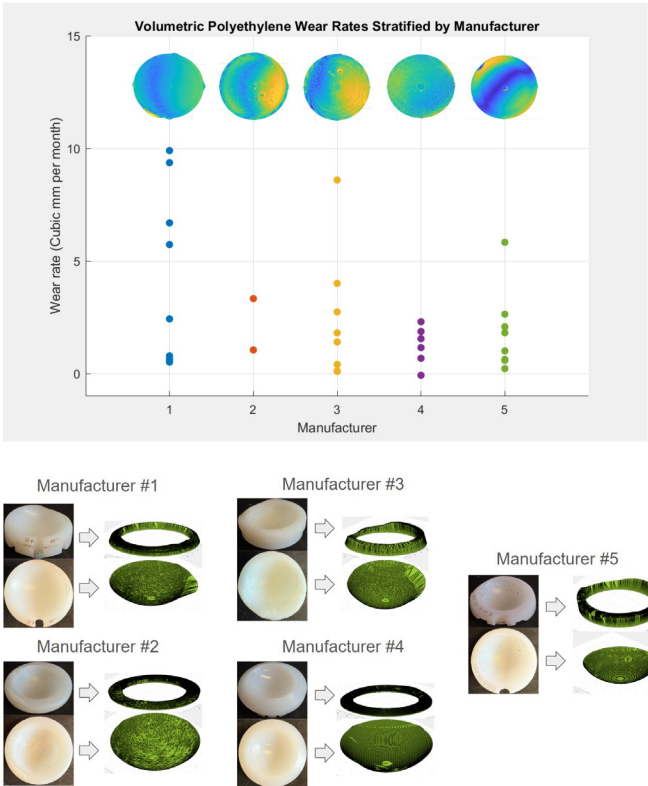 Volumetric Polyethylene Wear Rates Stratified by Manufacturer
15
10
5
0
Wear rate (Cubic mm per month)
1 2 3 4 5
Manufacturer
Manufacturer #1
Manufacturer #3
Manufacturer #5
Manufacturer #2
Manufacturer #4